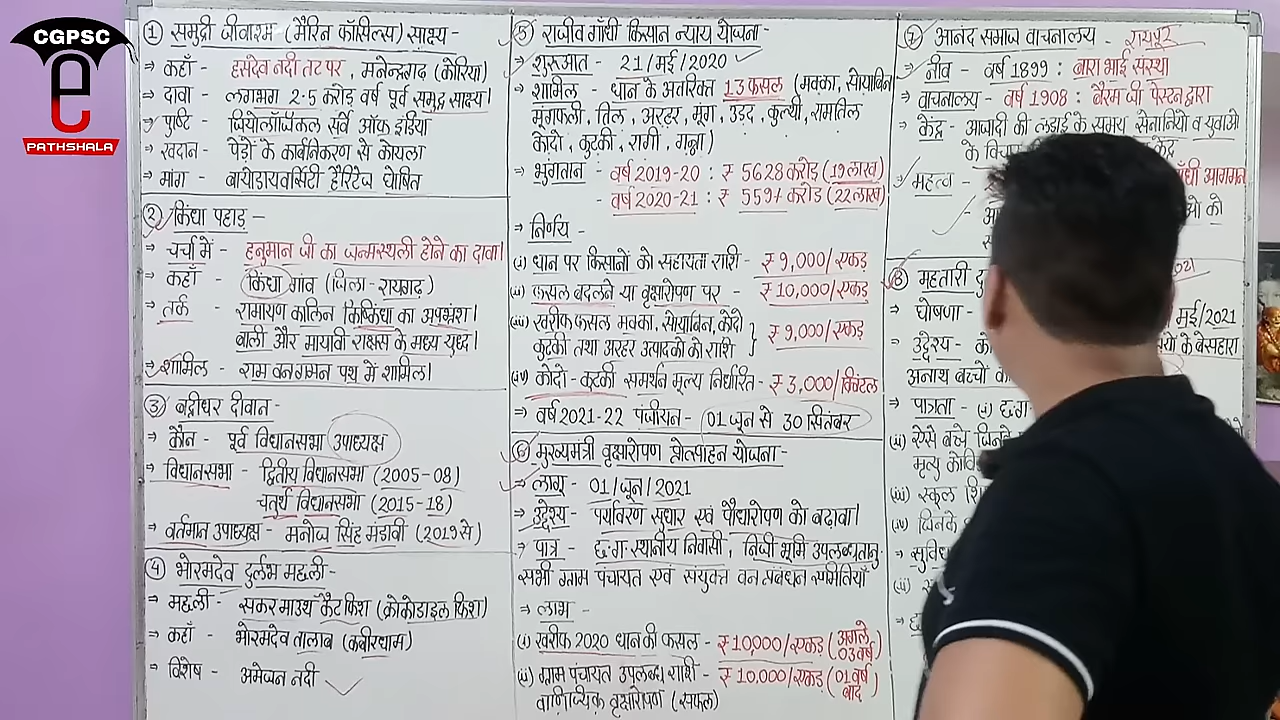 CGPSC
e
PATHSHALA
① समुद्री जीवाश्म (मैरिन फॉसिल्स) साक्ष्य -
⇒ कहाँ - हसदेव नदी तट पर, मनेन्द्रगढ़ (कोरिया)
⇒ दावा - लगभग 2.5 करोड़ वर्ष पूर्व समुद्र साक्ष्य।
⇒ पुष्टि - जियोलॉजिकल सर्वे ऑफ इंडिया
⇒ खदान - पेड़ों के कार्बनिकरण से कोयला
⇒ मांग - बायोडायवर्सिटी हैरिटेज घोषित
② किंधा पहाड़ -
⇒ चर्चा में - हनुमान जी का जन्मस्थली होने का दावा।
⇒ कहाँ - किंधा गांव (जिला - रायगढ़)
⇒ तर्क - रामायण कालिन किष्किंधा का अपभ्रंश।
बाली और मायावी राक्षस के मध्य युध्द।
⇒ शामिल - राम वन गमन पथ में शामिल।
③ बद्रीधर दीवान -
⇒ कौन - पूर्व विधानसभा उपाध्यक्ष
⇒ विधानसभा - द्वितीय विधानसभा (2005-08)
चतुर्थ विधानसभा (2015-18)
⇒ वर्तमान उपाध्यक्ष - मनोज सिंह मंडावी (2019 से)
④ भोरमदेव दुर्लभ मछली -
⇒ मछली - सकर माउथ कैटफिश (क्रोकोडाइल फिश)
⇒ कहाँ - भोरमदेव तालाब (कबीरधाम)
⇒ विशेष - अमेजन नदी
⑤ राजीव गाँधी किसान न्याय योजना -
⇒ शुरूआत - 21/मई/2020
⇒ शामिल - धान के अतिरिक्त 13 फसल (मक्का, सोयाबिन
मूंगफली, तिल, अरहर, मूंग, उड़द, कुल्थी, रामतिल
कोदो, कुटकी, रागी, गन्ना)
⇒ भुगतान - वर्ष 2019-20 : ₹ 5628 करोड़ (19 लाख)
- वर्ष 2020-21 : ₹ 5597 करोड़ (22 लाख)
⇒ निर्णय -
(i) धान पर किसानों को सहायता राशि - ₹ 9,000/एकड़
(ii) फसल बदलने या वृक्षारोपण पर - ₹ 10,000/एकड़
(iii) खरीफ फसल मक्का, सोयाबिन, कोदो
कुटकी तथा अरहर उत्पादको को राशि } ₹ 9,000/एकड़
(iv) कोदो - कुटकी समर्थन मूल्य निर्धारित - ₹ 3,000/क्विंटल
⇒ वर्ष 2021-22 पंजीयन - 01 जून से 30 सितंबर
⑥ मुख्यमंत्री वृक्षारोपण प्रोत्साहन योजना -
⇒ लागू - 01/जून/2021
⇒ उद्देश्य - पर्यावरण सुधार एवं पौधारोपण को बढावा।
⇒ पात्र - छ.ग. स्थानीय निवासी, निजी भूमि उपलब्धतानु.
सभी ग्राम पंचायत एवं संयुक्त वन प्रबंधन समितियाँ
⇒ लाभ -
(i) खरीफ 2020 धान की फसल - ₹ 10,000/एकड़ (अगले 03 वर्ष)
(ii) ग्राम पंचायत उपलब्ध राशि - ₹ 10,000/एकड़ (01 वर्ष बाद)
वाणिज्यिक वृक्षारोपण (सफल)
⑦ आनंद समाज वाचनालय - रायपुर
⇒ नींव - वर्ष 1899 : बारा भाई संस्था
⇒ वाचनालय - वर्ष 1908 : बैरम जी पेस्टन द्वारा
⇒ केंद्र - आजादी की लड़ाई के समय सेनानियो व युवाओ
के विचार केंद्र
⇒ महत्व - गाँधी आगमन
ओ को
⑧ महतारी 2021
⇒ घोषणा - मई/2021
⇒ उद्देश्य - के बेसहारा
अनाथ बच्चों
⇒ पात्रता - (i) छ.ग.
(ii) ऐसे बच्चे जिनके
मृत्यु कोविड
(iii) स्कूल
(iv) जिनके
⇒ सुविध
(ii)